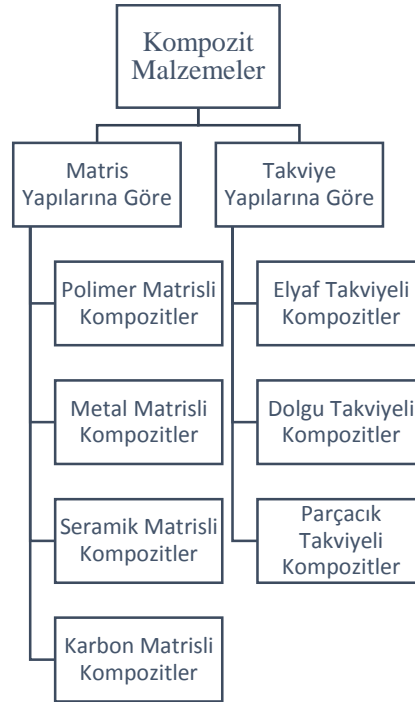 Kompozit
Malzemeler
Matris
Yapılarına Göre
Takviye
Yapılarına Göre
Polimer Matrisli
Kompozitler
Elyaf Takviyeli
Kompozitler
Metal Matrisli
Kompozitler
Dolgu Takviyeli
Kompozitler
Seramik Matrisli
Kompozitler
Parçacık
Takviyeli
Kompozitler
Karbon Matrisli
Kompozitler